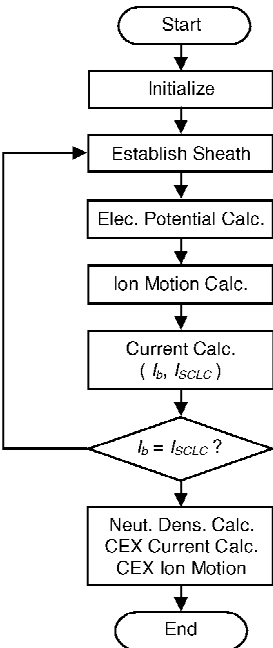 Start
Initialize
Establish Sheath
Elec. Potential Calc.
Ion Motion Calc.
Current Calc.
( Ib, ISCLC )
Ib = ISCLC ?
Neut. Dens. Calc.
CEX Current Calc.
CEX Ion Motion
End